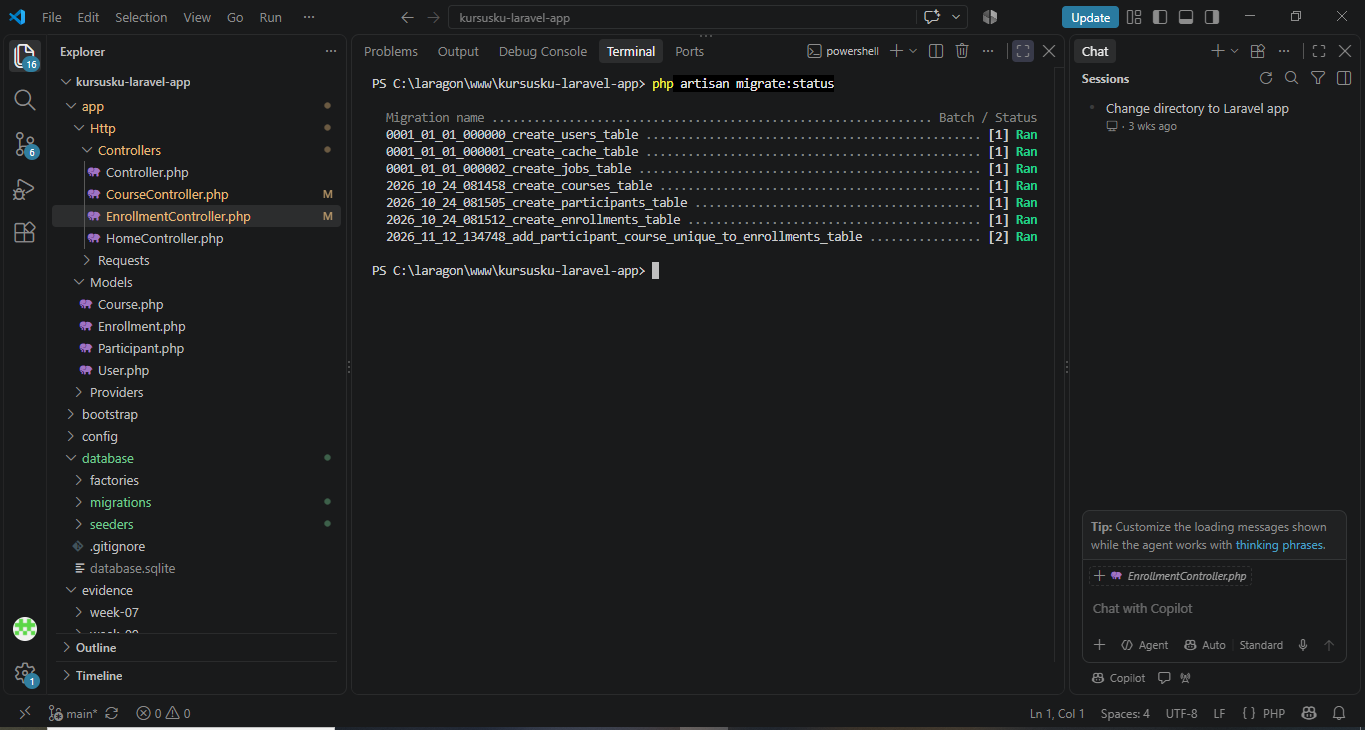 File Edit Selection View Go Run ···
kursusku-laravel-app
Update
Explorer ···
kursusku-laravel-app
app
Http
Controllers
Controller.php
CourseController.php M
EnrollmentController.php M
HomeController.php
Requests
Models
Course.php
Enrollment.php
Participant.php
User.php
Providers
bootstrap
config
database
factories
migrations
seeders
.gitignore
database.sqlite
evidence
week-07
Outline
Timeline
16
6
1
Problems Output Debug Console Terminal Ports
powershell
PS C:\laragon\www\kursusku-laravel-app> php artisan migrate:status
Migration name ............................................................... Batch / Status
0001_01_01_000000_create_users_table ................................................ [1] Ran
0001_01_01_000001_create_cache_table ................................................ [1] Ran
0001_01_01_000002_create_jobs_table ................................................. [1] Ran
2026_10_24_081458_create_courses_table .............................................. [1] Ran
2026_10_24_081505_create_participants_table ......................................... [1] Ran
2026_10_24_081512_create_enrollments_table .......................................... [1] Ran
2026_11_12_134748_add_participant_course_unique_to_enrollments_table ................ [2] Ran
PS C:\laragon\www\kursusku-laravel-app>
Chat
Sessions
Change directory to Laravel app
· 3 wks ago
Tip: Customize the loading messages shown
while the agent works with thinking phrases.
EnrollmentController.php
Chat with Copilot
Agent Auto Standard
Copilot
main* 0 0
Ln 1, Col 1 Spaces: 4 UTF-8 LF { } PHP